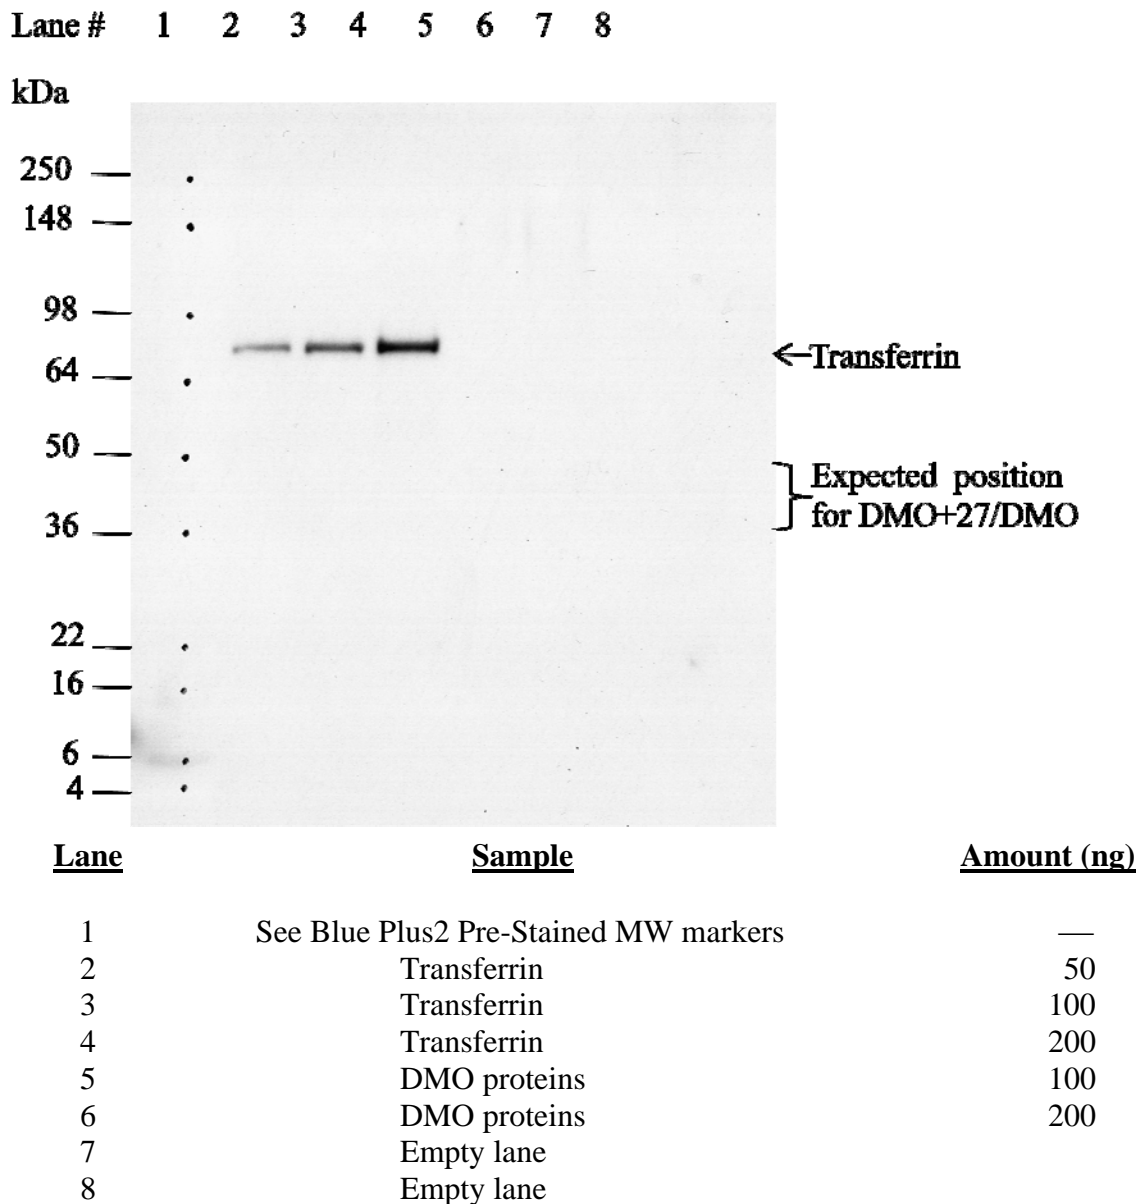 Lane # 1 2 3 4 5 6 7 8
kDa
250
148
98
64
50
36
22
16
6
4
Transferrin
Expected position
for DMO+27/DMO
Lane Sample Amount (ng)
1 See Blue Plus2 Pre-Stained MW markers —
2 Transferrin 50
3 Transferrin 100
4 Transferrin 200
5 DMO proteins 100
6 DMO proteins 200
7 Empty lane
8 Empty lane